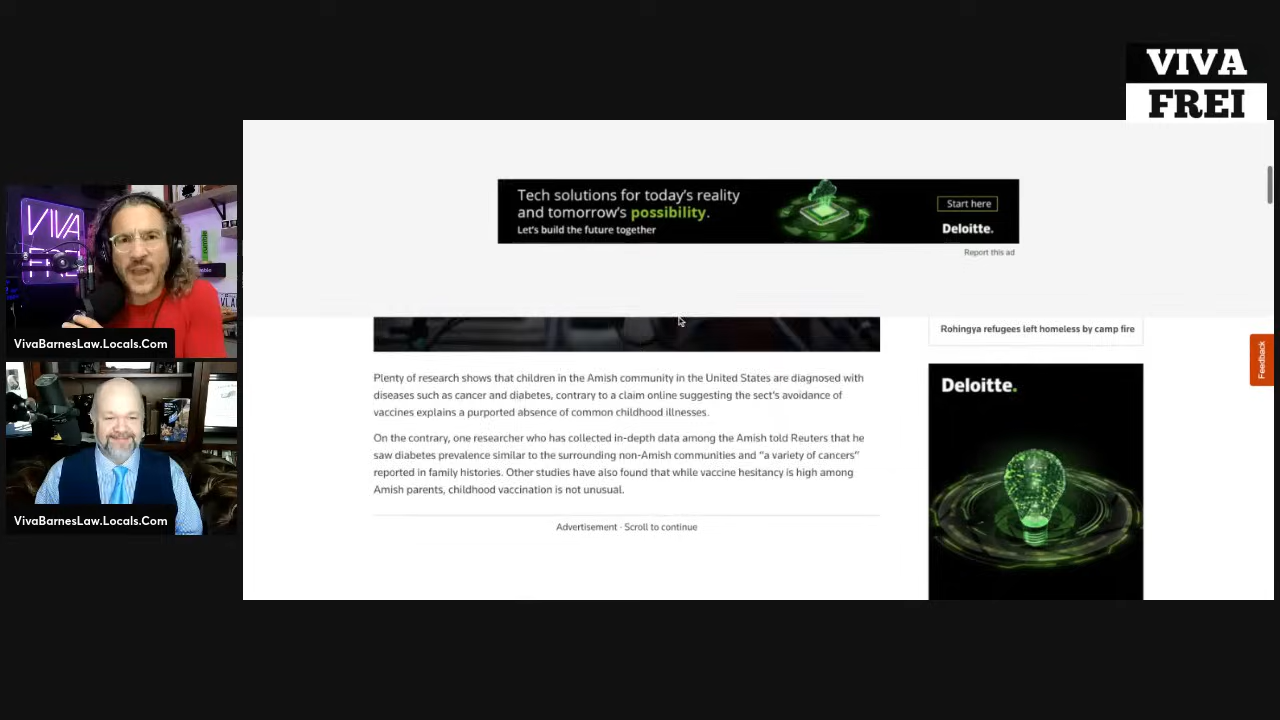 VIVA
FREI
Tech solutions for today's reality
and tomorrow's possibility.
Let's build the future together
Start here
Deloitte.
Report this ad
VIVA
FRE
VivaBarnesLaw.Locals.Com
VivaBarnesLaw.Locals.Com
Rohingya refugees left homeless by camp fire
Feedback
Deloitte.
Plenty of research shows that children in the Amish community in the United States are diagnosed with
diseases such as cancer and diabetes, contrary to a claim online suggesting the sect's avoidance of
vaccines explains a purported absence of common childhood illnesses.
On the contrary, one researcher who has collected in-depth data among the Amish told Reuters that he
saw diabetes prevalence similar to the surrounding non-Amish communities and "a variety of cancers"
reported in family histories. Other studies have also found that while vaccine hesitancy is high among
Amish parents, childhood vaccination is not unusual.
Advertisement · Scroll to continue